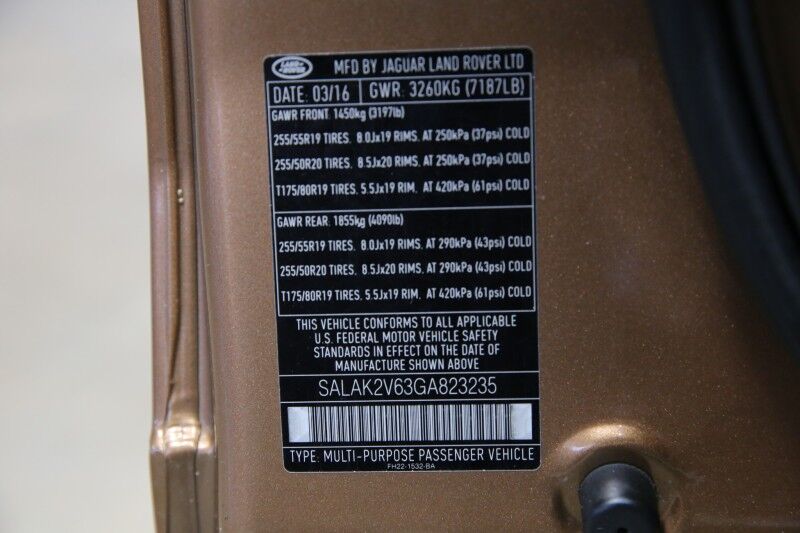 LAND ROVER MFD BY JAGUAR LAND ROVER LTD
DATE: 03/16 GWR: 3260KG (7187LB)
GAWR FRONT: 1450kg (3197lb)
255/55R19 TIRES. 8.0Jx19 RIMS. AT 250kPa (37psi) COLD
255/50R20 TIRES. 8.5Jx20 RIMS. AT 250kPa (37psi) COLD
T175/80R19 TIRES. 5.5Jx19 RIM. AT 420kPa (61psi) COLD
GAWR REAR: 1855kg (4090lb)
255/55R19 TIRES. 8.0Jx19 RIMS. AT 290kPa (43psi) COLD
255/50R20 TIRES. 8.5Jx20 RIMS. AT 290kPa (43psi) COLD
T175/80R19 TIRES. 5.5Jx19 RIM. AT 420kPa (61psi) COLD
THIS VEHICLE CONFORMS TO ALL APPLICABLE
U.S. FEDERAL MOTOR VEHICLE SAFETY
STANDARDS IN EFFECT ON THE DATE OF
MANUFACTURE SHOWN ABOVE
SALAK2V63GA823235
TYPE: MULTI-PURPOSE PASSENGER VEHICLE
FH22-1532-BA